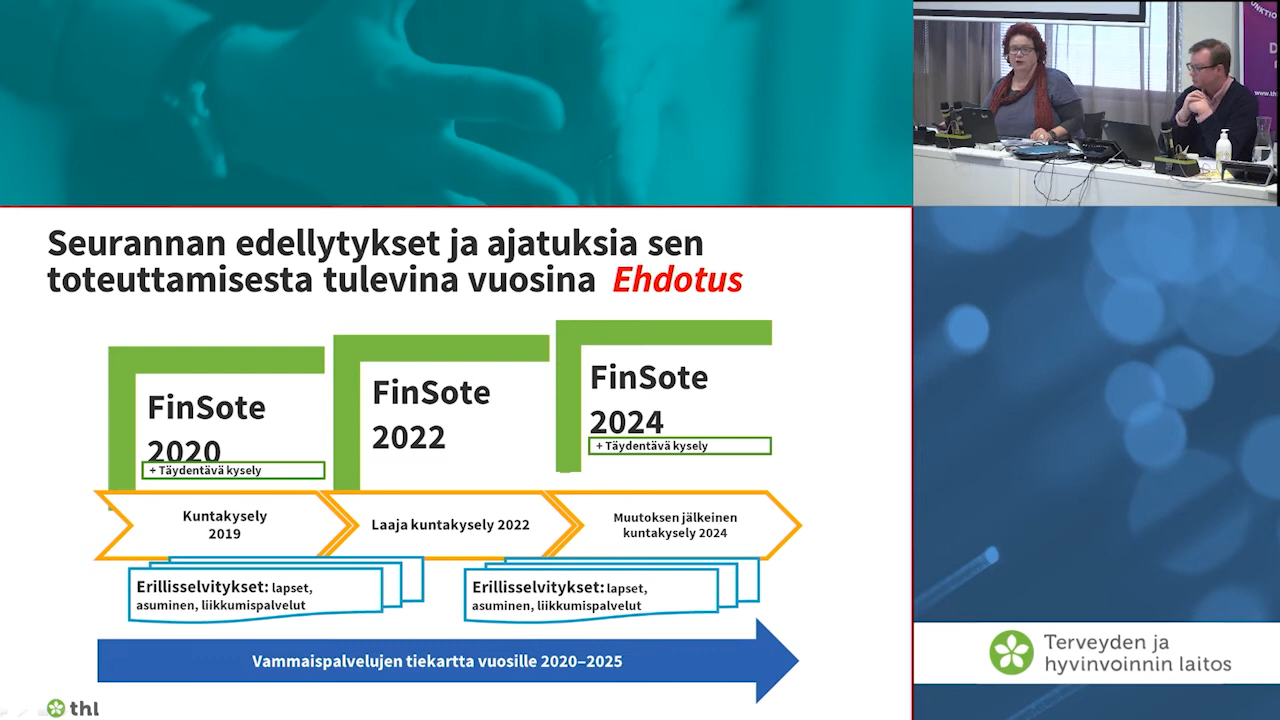 Seurannan edellytykset ja ajatuksia sen
toteuttamisesta tulevina vuosina Ehdotus
FinSote
2020
+ Täydentävä kysely
FinSote
2022
FinSote
2024
+ Täydentävä kysely
Kuntakysely
2019
Laaja kuntakysely 2022
Muutoksen jälkeinen
kuntakysely 2024
Erillisselvitykset: lapset,
asuminen, liikkumispalvelut
Erillisselvitykset: lapset,
asuminen, liikkumispalvelut
Vammaispalvelujen tiekartta vuosille 2020–2025
thl
Terveyden ja
hyvinvoinnin laitos